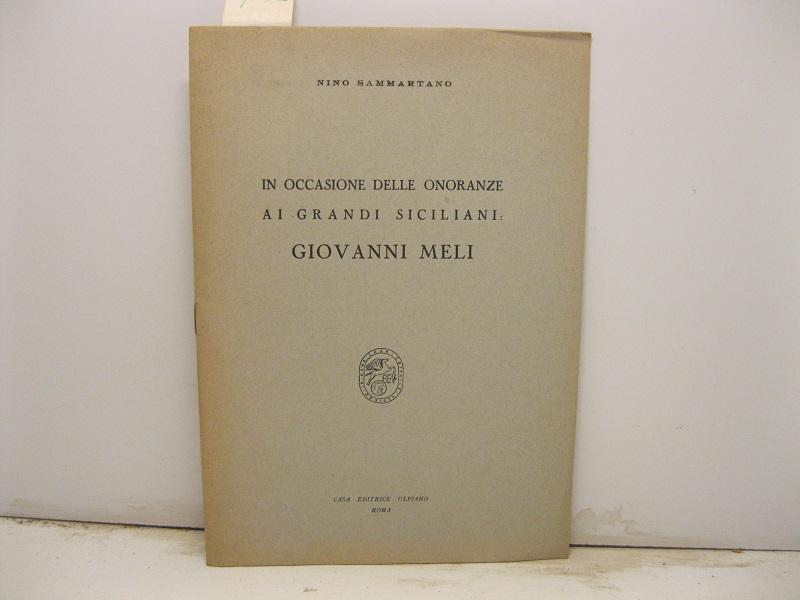 NINO SAMMARTANO
IN OCCASIONE DELLE ONORANZE
AI GRANDI SICILIANI:
GIOVANNI MELI
CASA EDITRICE ULPIANO
ROMA